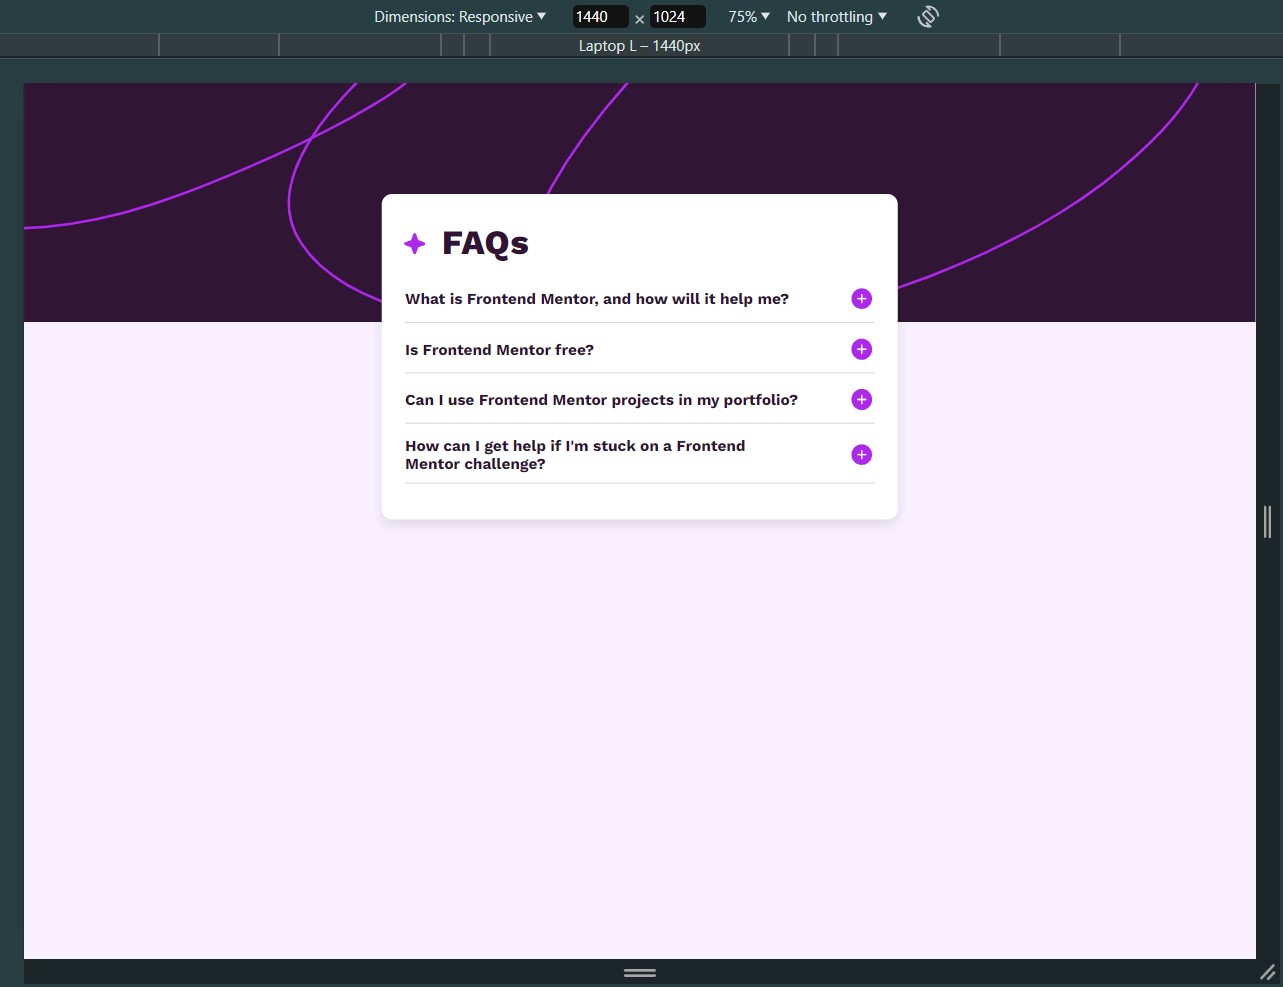 Dimensions: Responsive 1440 × 1024 75% No throttling
Laptop L – 1440px
FAQs
What is Frontend Mentor, and how will it help me?
Is Frontend Mentor free?
Can I use Frontend Mentor projects in my portfolio?
How can I get help if I'm stuck on a Frontend
Mentor challenge?